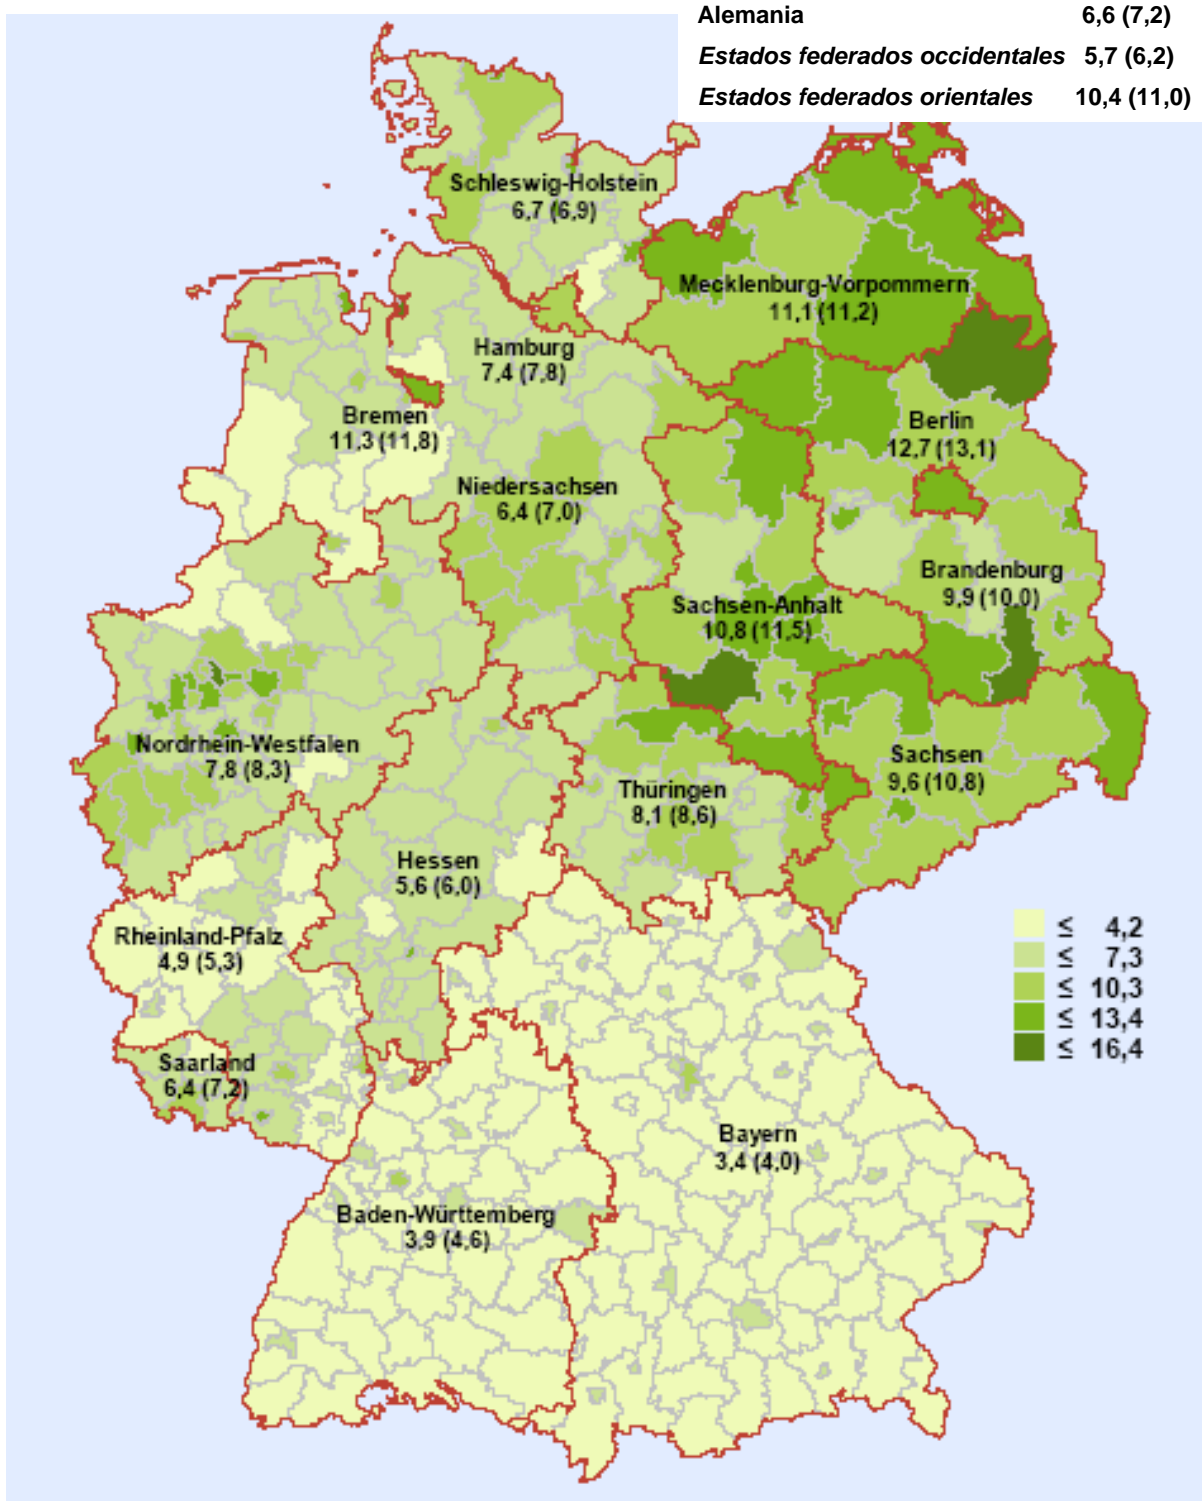 Alemania 6,6 (7,2)
Estados federados occidentales 5,7 (6,2)
Estados federados orientales 10,4 (11,0)
Schleswig-Holstein
6,7 (6,9)
Mecklenburg-Vorpommern
11,1 (11,2)
Hamburg
7,4 (7,8)
Bremen
11,3 (11,8)
Berlin
12,7 (13,1)
Niedersachsen
6,4 (7,0)
Brandenburg
9,9 (10,0)
Sachsen-Anhalt
10,8 (11,5)
Nordrhein-Westfalen
7,8 (8,3)
Sachsen
9,6 (10,8)
Thüringen
8,1 (8,6)
Hessen
5,6 (6,0)
Rheinland-Pfalz
4,9 (5,3)
Saarland
6,4 (7,2)
Bayern
3,4 (4,0)
Baden-Württemberg
3,9 (4,6)
≤ 4,2
≤ 7,3
≤ 10,3
≤ 13,4
≤ 16,4